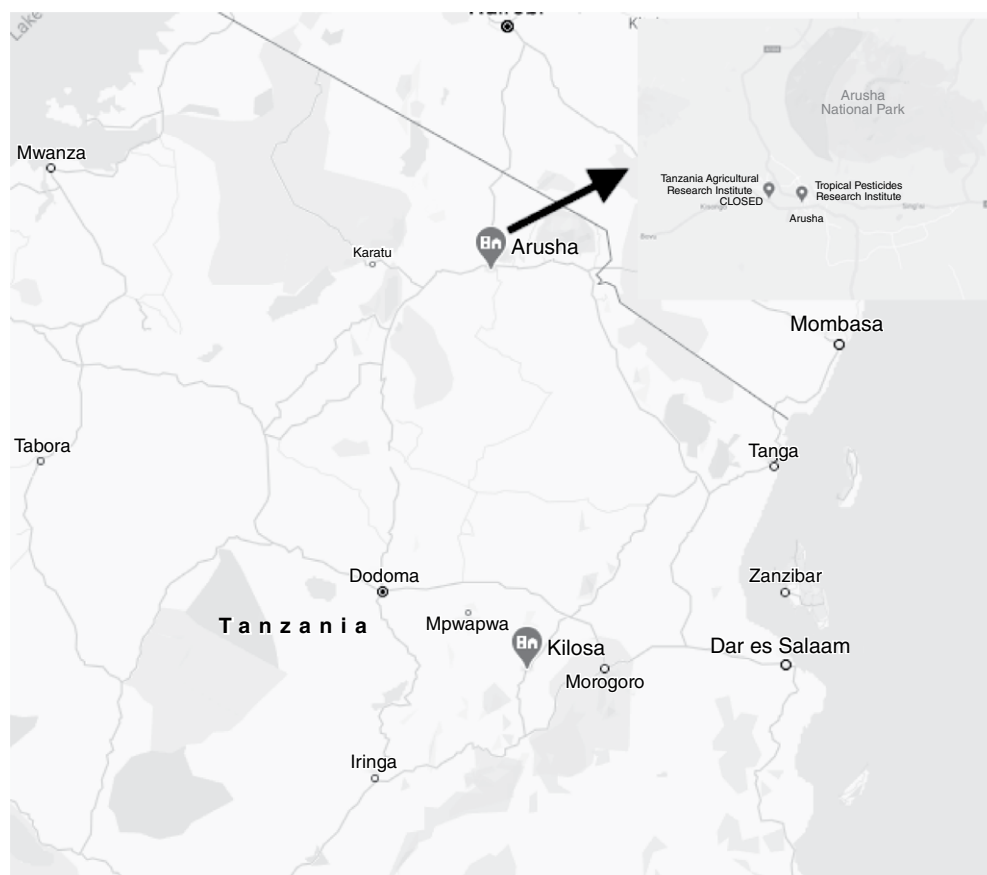 Lake
Mwanza
Arusha
National Park
Tanzania Agricultural
Research Institute
CLOSED
Tropical Pesticides
Research Institute
Arusha
Karatu
Arusha
Mombasa
Tabora
Tanga
Dodoma
Zanzibar
Tanzania
Mpwapwa
Kilosa
Dar es Salaam
Morogoro
Iringa